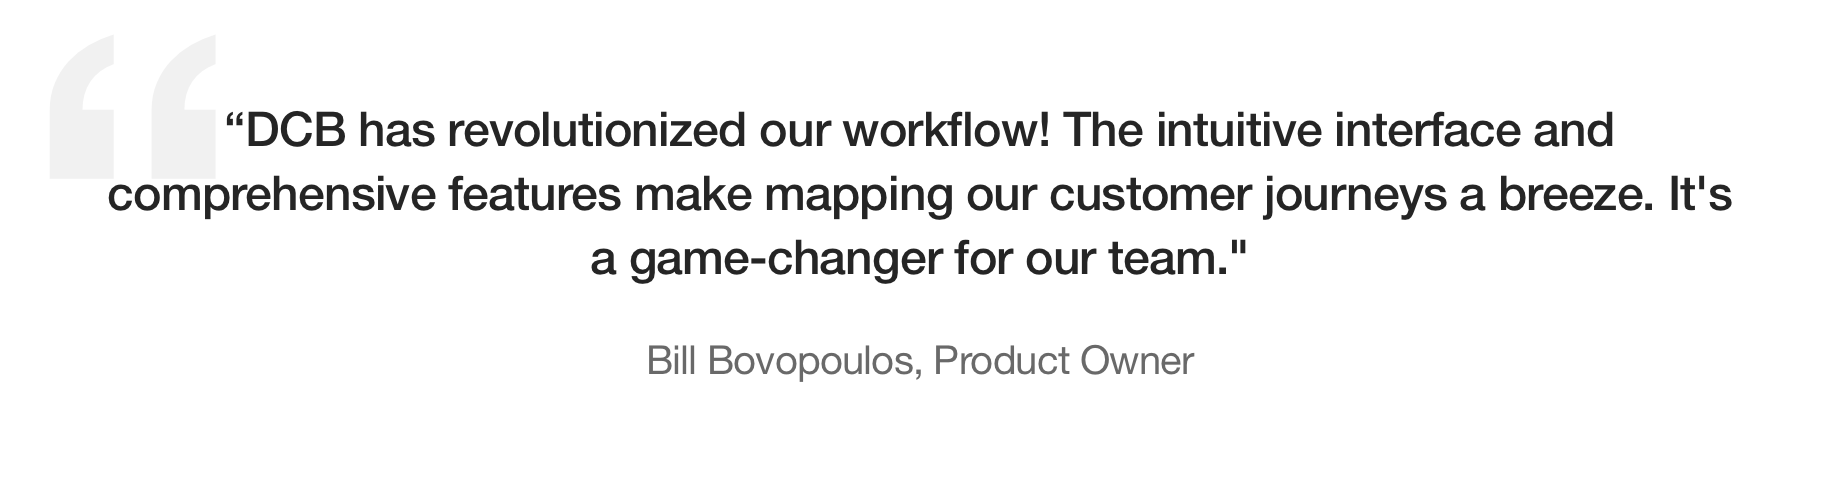 “DCB has revolutionized our workflow! The intuitive interface and
comprehensive features make mapping our customer journeys a breeze. It's
a game-changer for our team."
Bill Bovopoulos, Product Owner